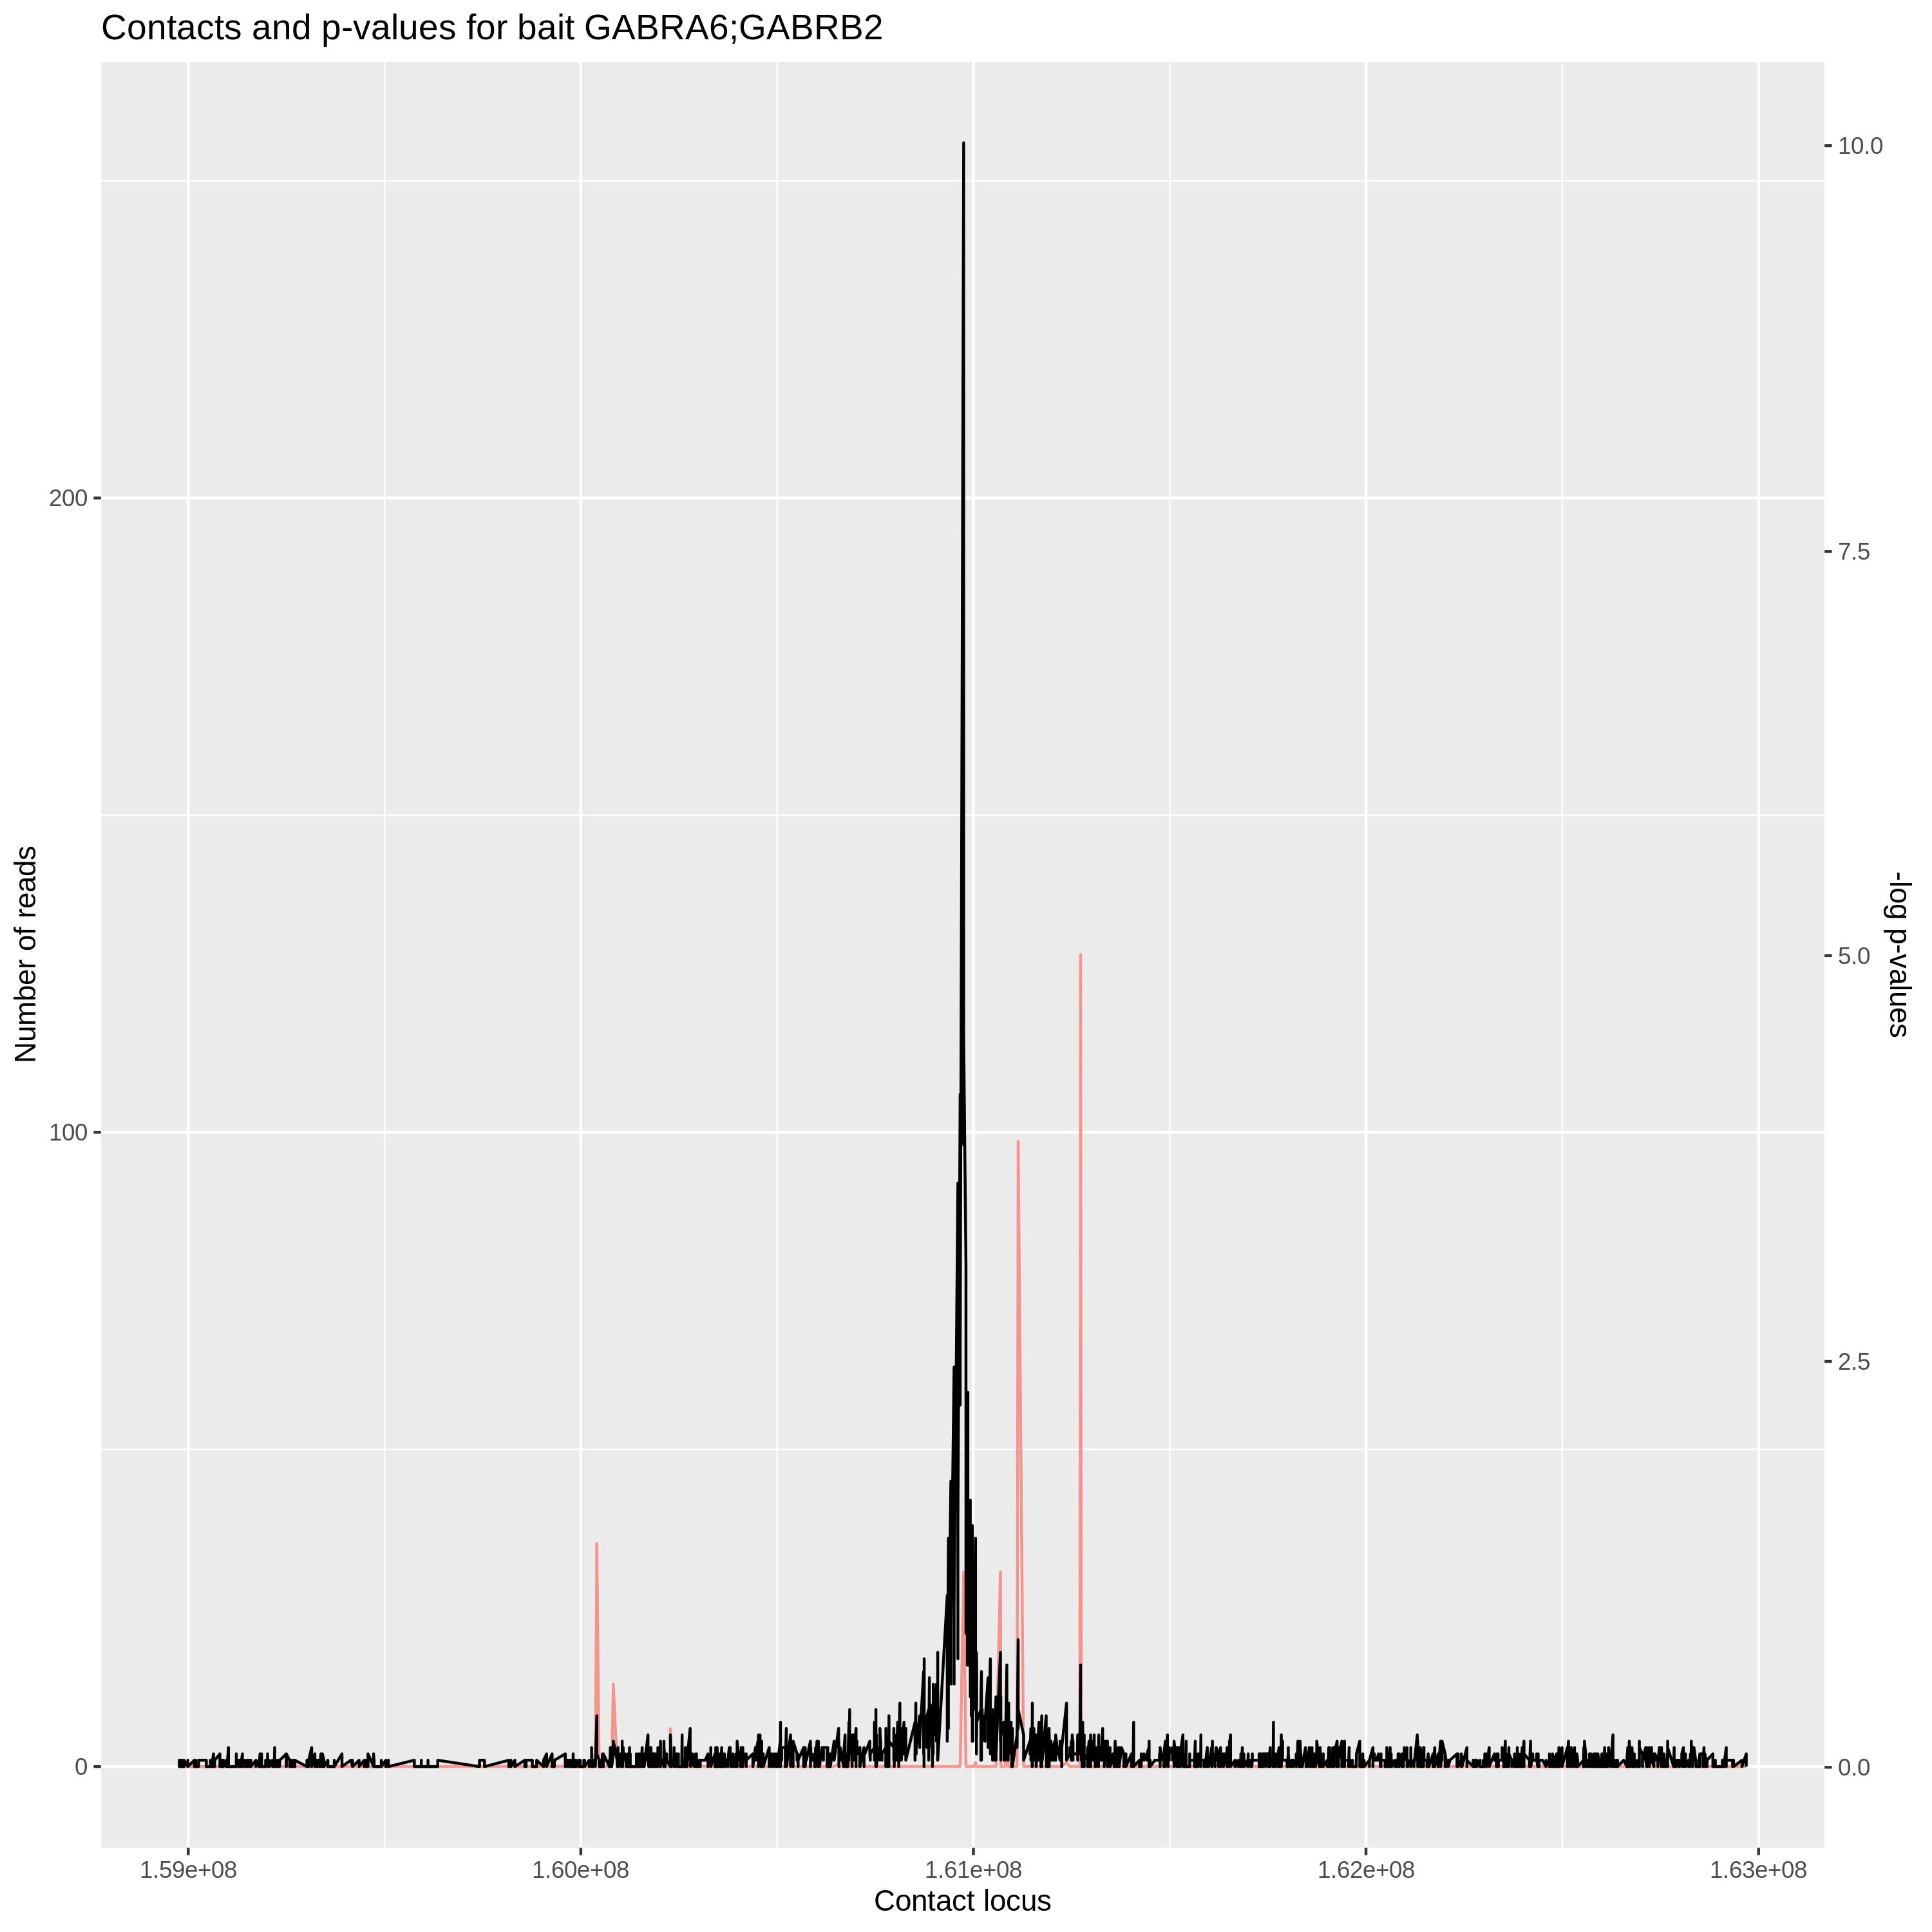 Contacts and p-values for bait GABRA6;GABRB2
Number of reads
200
100
0
10.0
7.5
5.0
2.5
0.0
-log p-values
1.59e+08
1.60e+08
1.61e+08
1.62e+08
1.63e+08
Contact locus